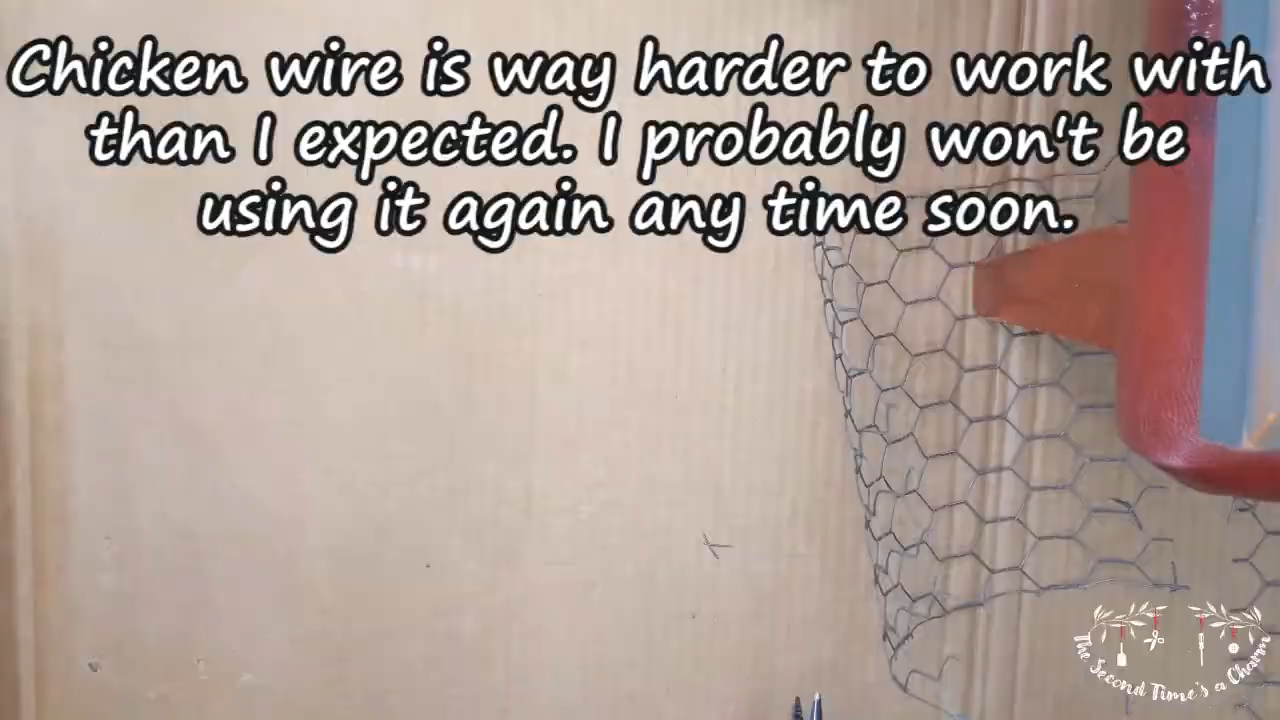 Chicken wire is way harder to work with
than I expected. I probably won't be
using it again any time soon.
The Second Time's a Charm